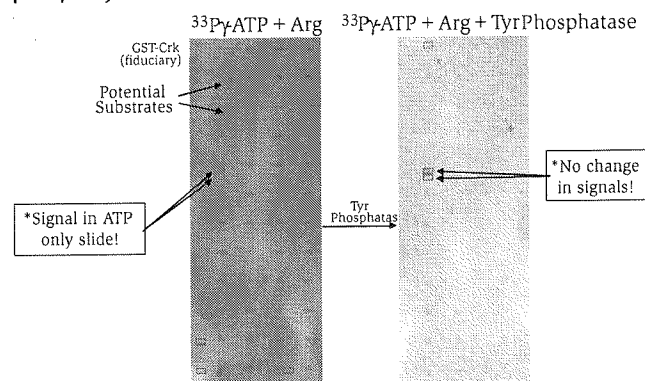 ³³Pγ-ATP + Arg
³³Pγ-ATP + Arg + TyrPhosphatase
GST-Crk
(fiduciary)
Potential
Substrates
*Signal in ATP
only slide!
Tyr
Phosphatas
*No change
in signals!